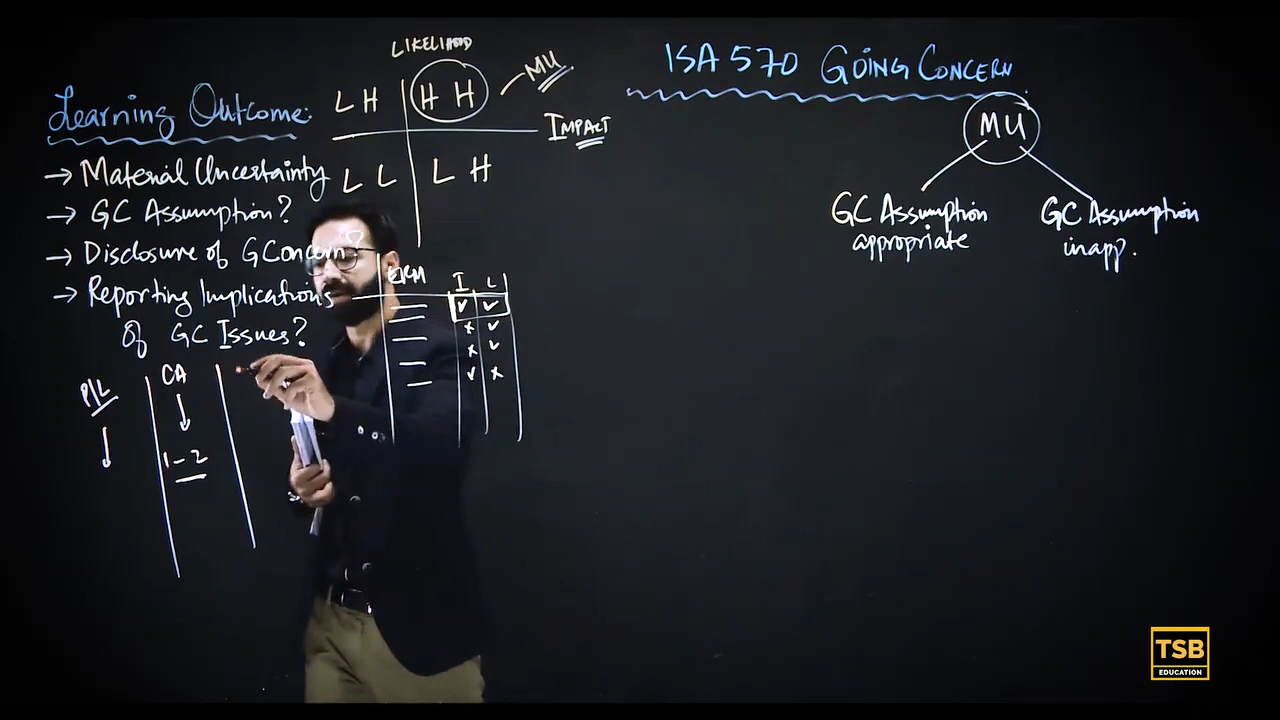 ISA 570 GOING CONCERN
Learning Outcome:
→ Material Uncertainty
→ GC Assumption?
→ Disclosure of GConcern?
→ Reporting Implications
of GC Issues?
LIKELIHOOD
L H
H H
MU
IMPACT
L L
L H
I L
✓ ✓
x ✓
x ✓
✓ x
P/L
CA
1-2
MU
GC Assumption
appropriate
GC Assumption
inapp.
TSB
EDUCATION